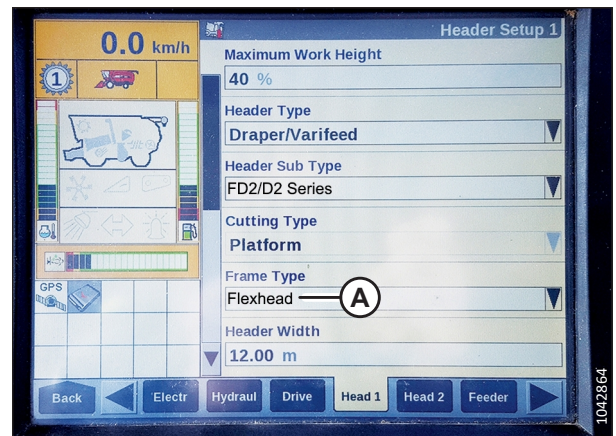 0.0 km/h
Header Setup 1
1
Maximum Work Height
40 %
Header Type
Draper/Varifeed
Header Sub Type
FD2/D2 Series
Cutting Type
Platform
Frame Type
Flexhead
A
GPS
Header Width
12.00 m
Back
Electr
Hydraul
Drive
Head 1
Head 2
Feeder
1042864